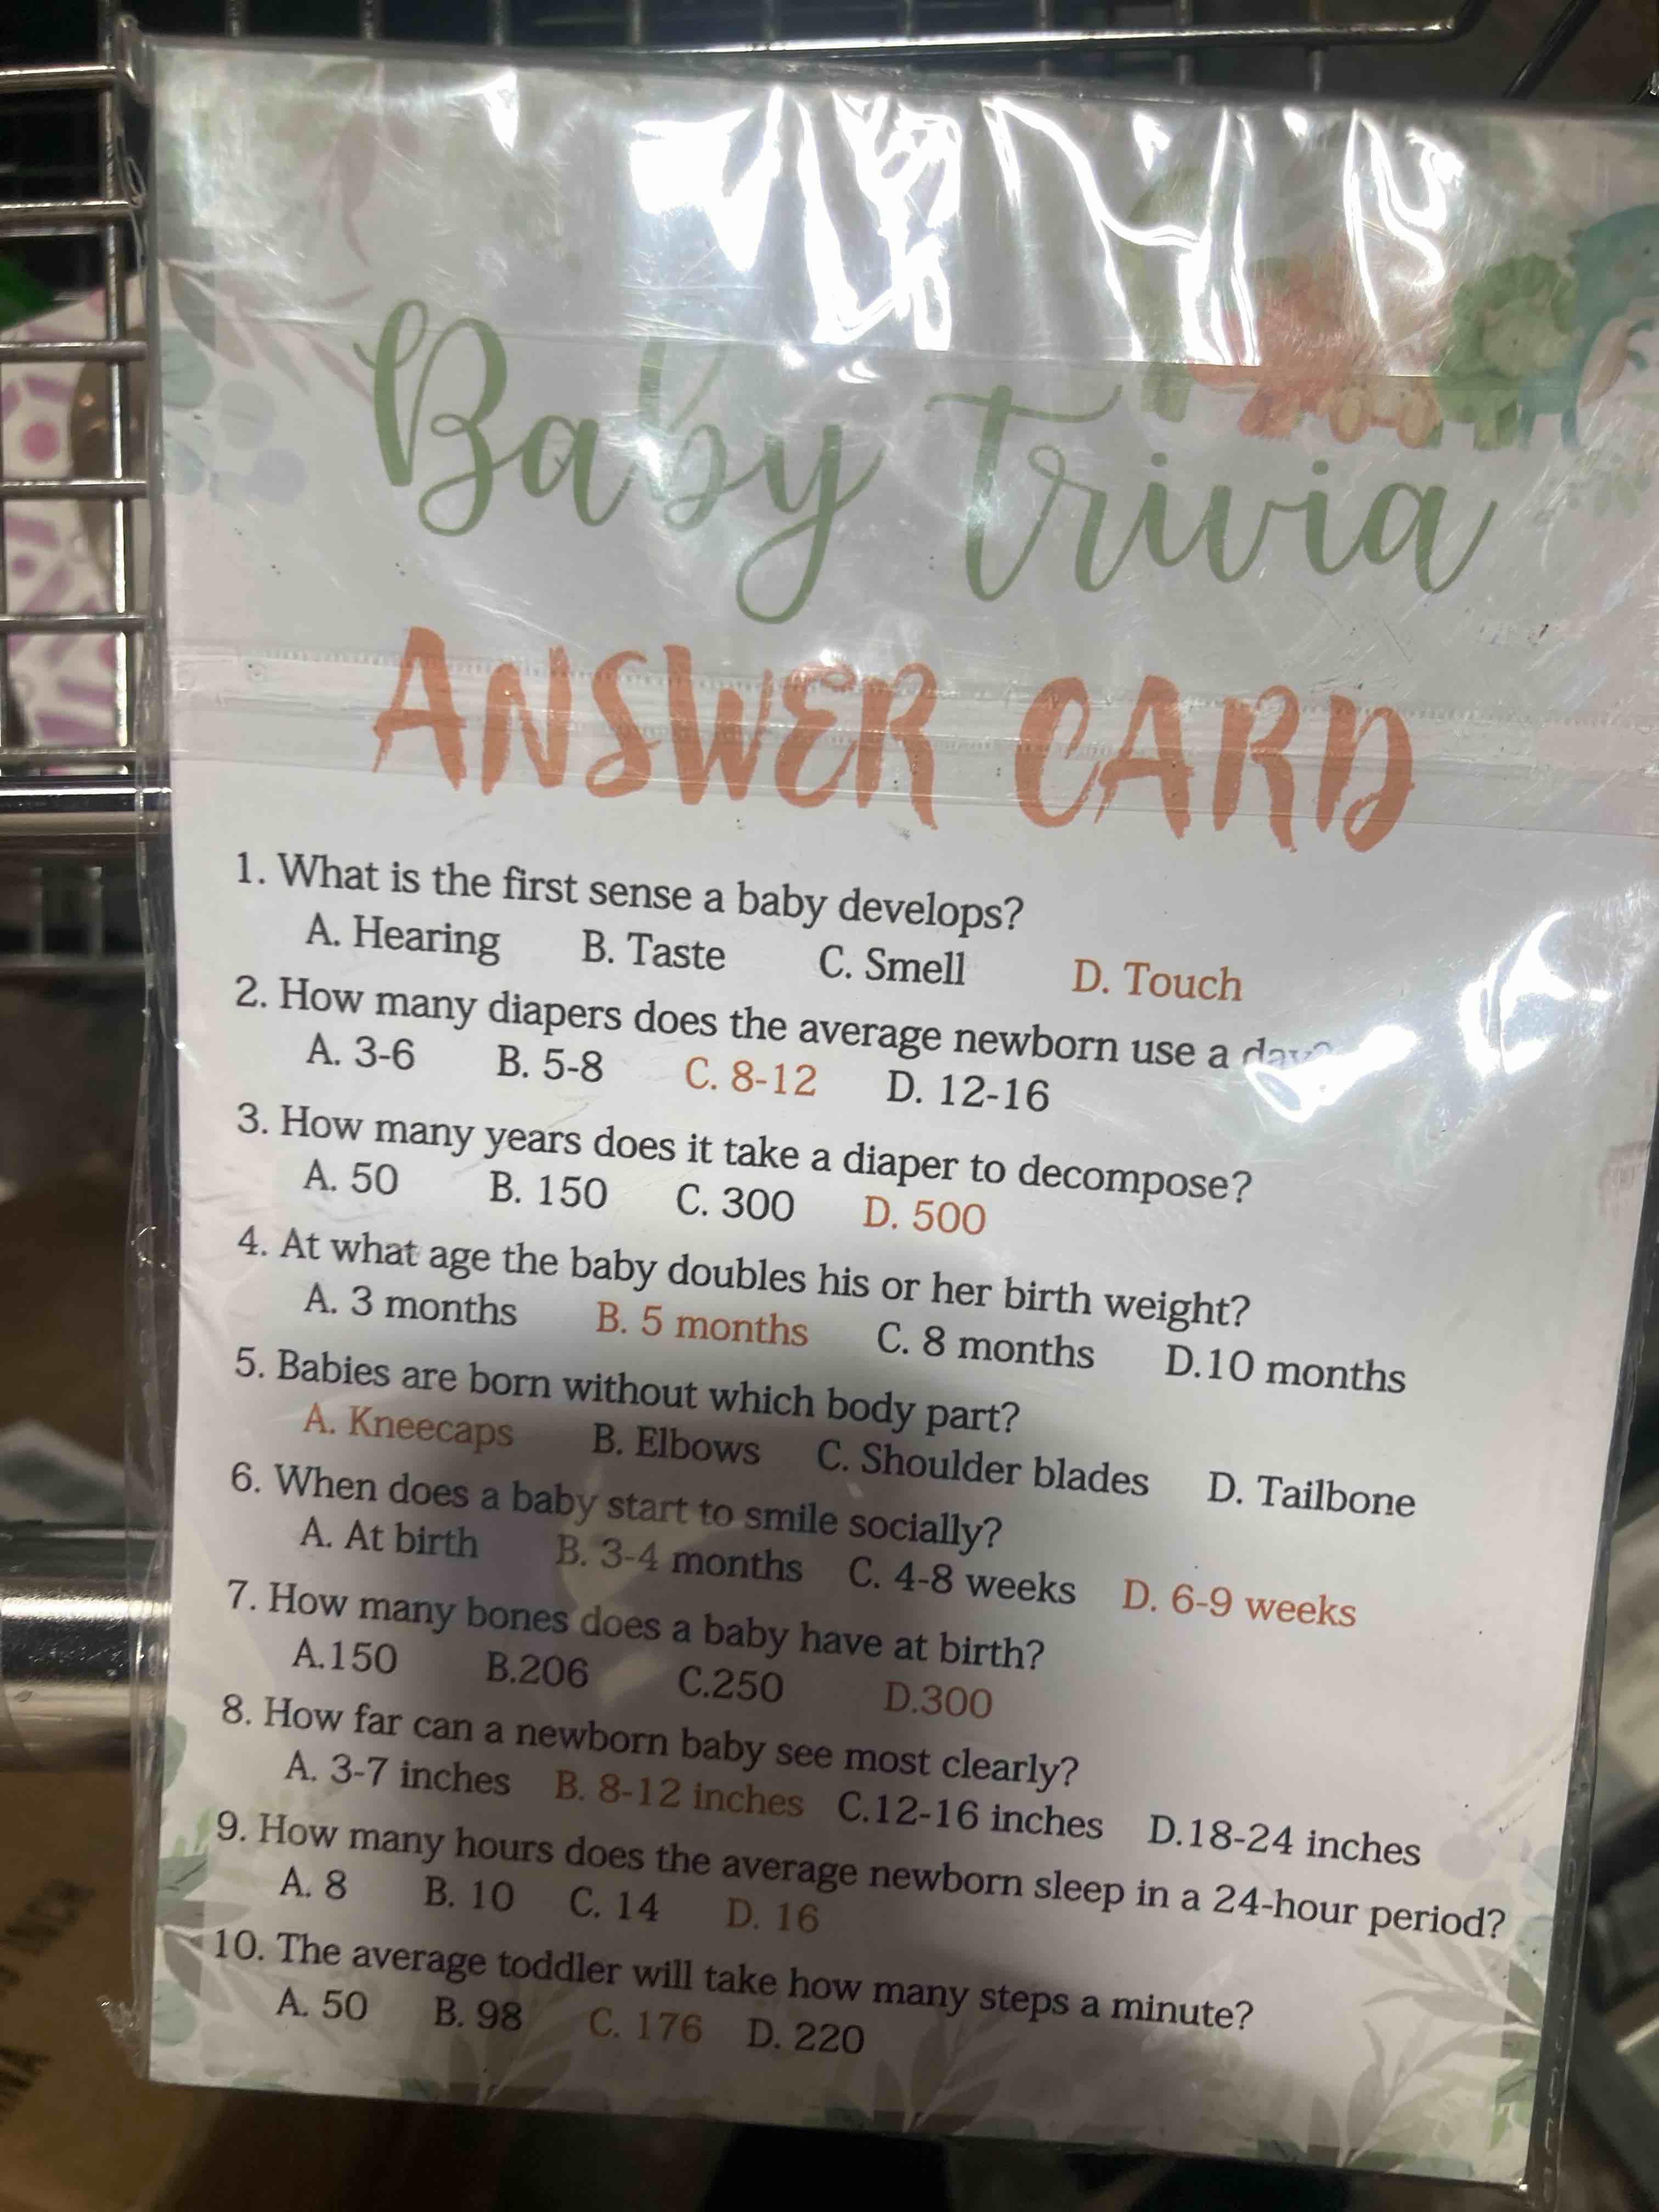 Baby Trivia
ANSWER CARD
1. What is the first sense a baby develops?
A. Hearing B. Taste C. Smell D. Touch
2. How many diapers does the average newborn use a day?
A. 3-6 B. 5-8 C. 8-12 D. 12-16
3. How many years does it take a diaper to decompose?
A. 50 B. 150 C. 300 D. 500
4. At what age the baby doubles his or her birth weight?
A. 3 months B. 5 months C. 8 months D.10 months
5. Babies are born without which body part?
A. Kneecaps B. Elbows C. Shoulder blades D. Tailbone
6. When does a baby start to smile socially?
A. At birth B. 3-4 months C. 4-8 weeks D. 6-9 weeks
7. How many bones does a baby have at birth?
A.150 B.206 C.250 D.300
8. How far can a newborn baby see most clearly?
A. 3-7 inches B. 8-12 inches C.12-16 inches D.18-24 inches
9. How many hours does the average newborn sleep in a 24-hour period?
A. 8 B. 10 C. 14 D. 16
10. The average toddler will take how many steps a minute?
A. 50 B. 98 C. 176 D. 220
INCH